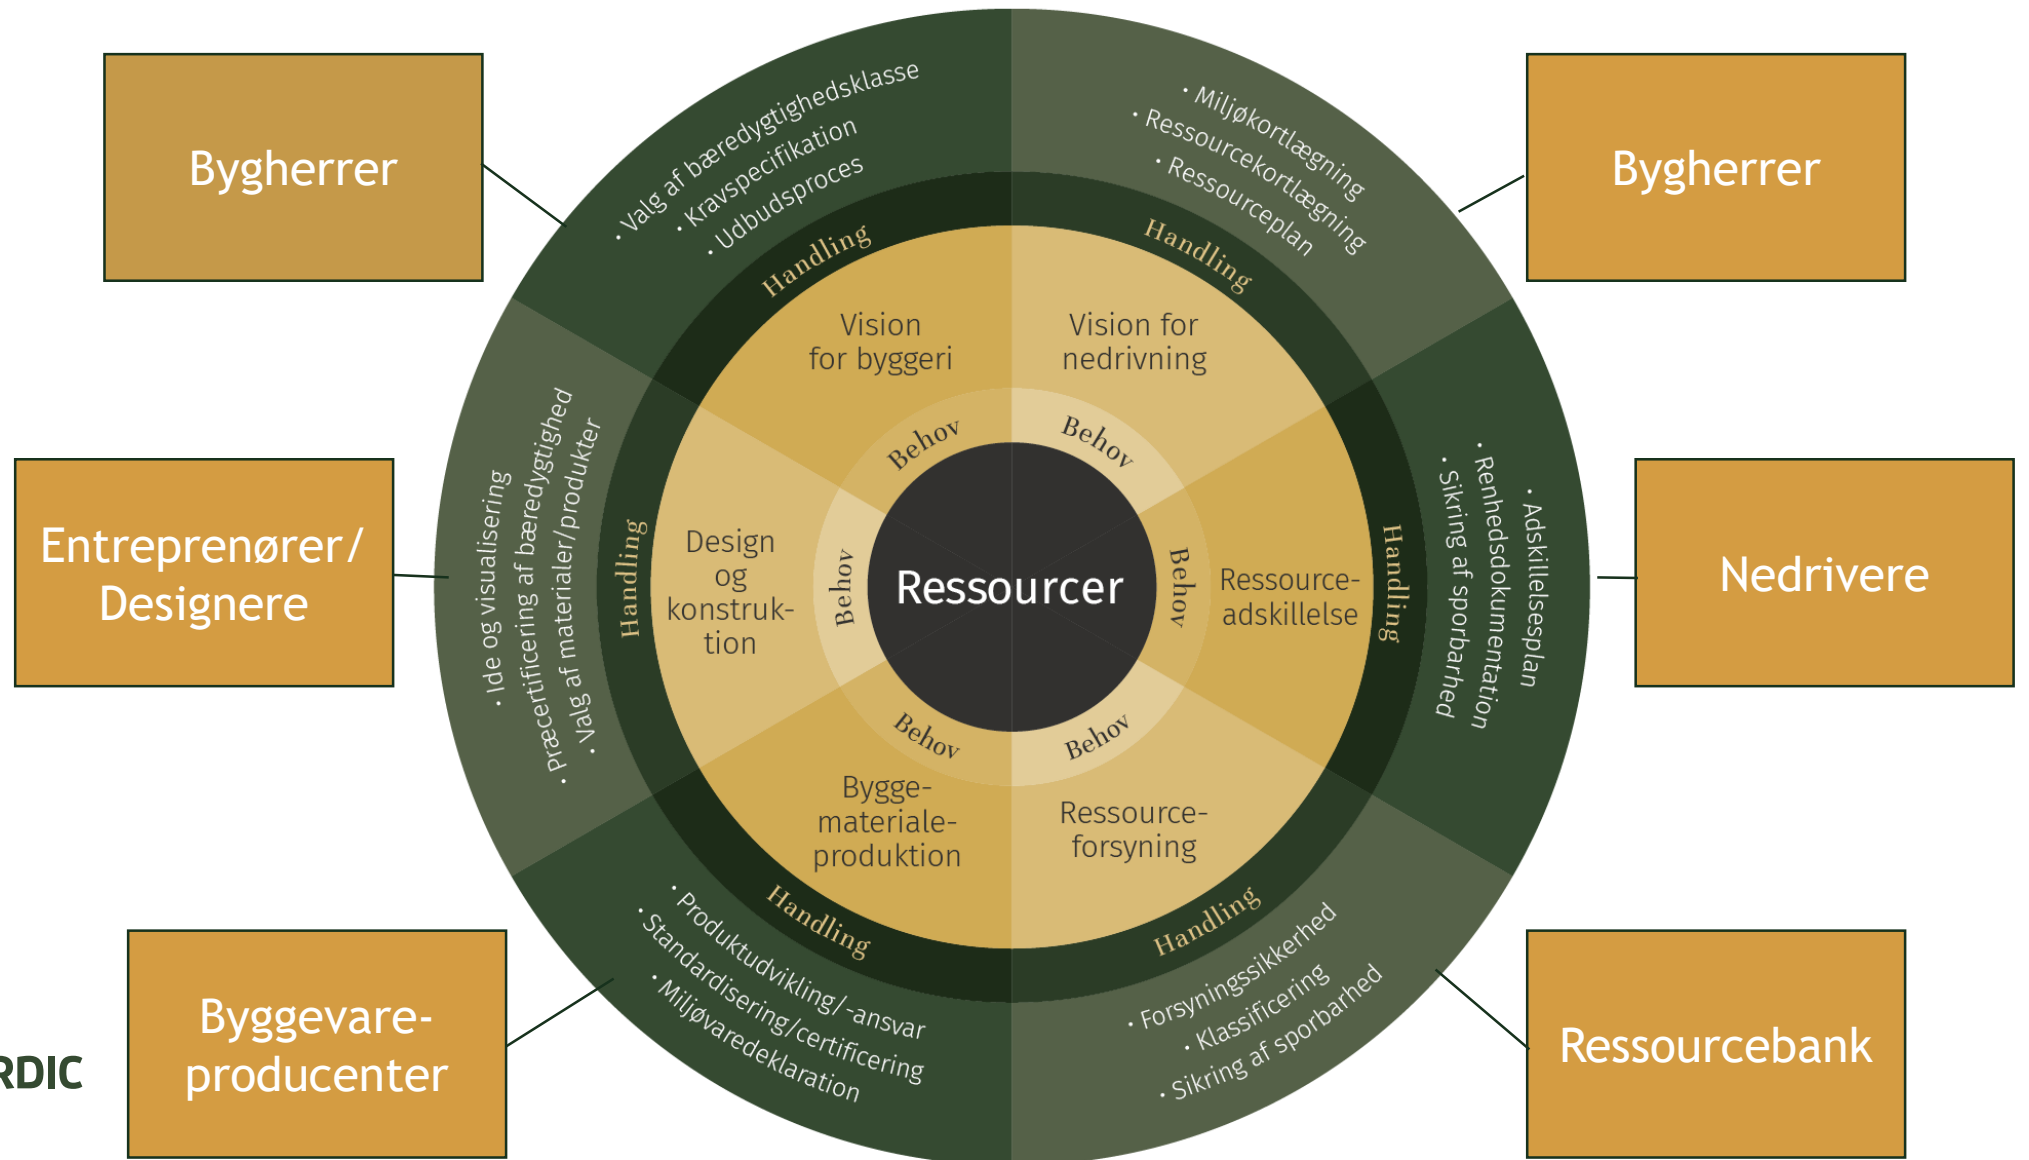 Bygherrer
Bygherrer
Entreprenører/
Designere
Nedrivere
Byggevare-
producenter
Ressourcebank
RDIC
Ressourcer
Behov
Vision for
nedrivning
Handling
· Miljøkortlægning
· Ressourcekortlægning
· Ressourceplan
Behov
Ressource-
adskillelse
Handling
· Adskillelsesplan
· Renhedsdokumentation
· Sikring af sporbarhed
Behov
Ressource-
forsyning
Handling
· Forsyningssikkerhed
· Klassificering
· Sikring af sporbarhed
Behov
Bygge-
materiale-
produktion
Handling
· Produktudvikling/-ansvar
· Standardisering/certificering
· Miljøvaredeklaration
Behov
Design
og
konstruk-
tion
Handling
· Ide og visualisering
· Præcertificering af bæredygtighed
· Valg af materialer/produkter
Behov
Vision
for byggeri
Handling
· Valg af bæredygtighedsklasse
· Kravspecifikation
· Udbudsproces